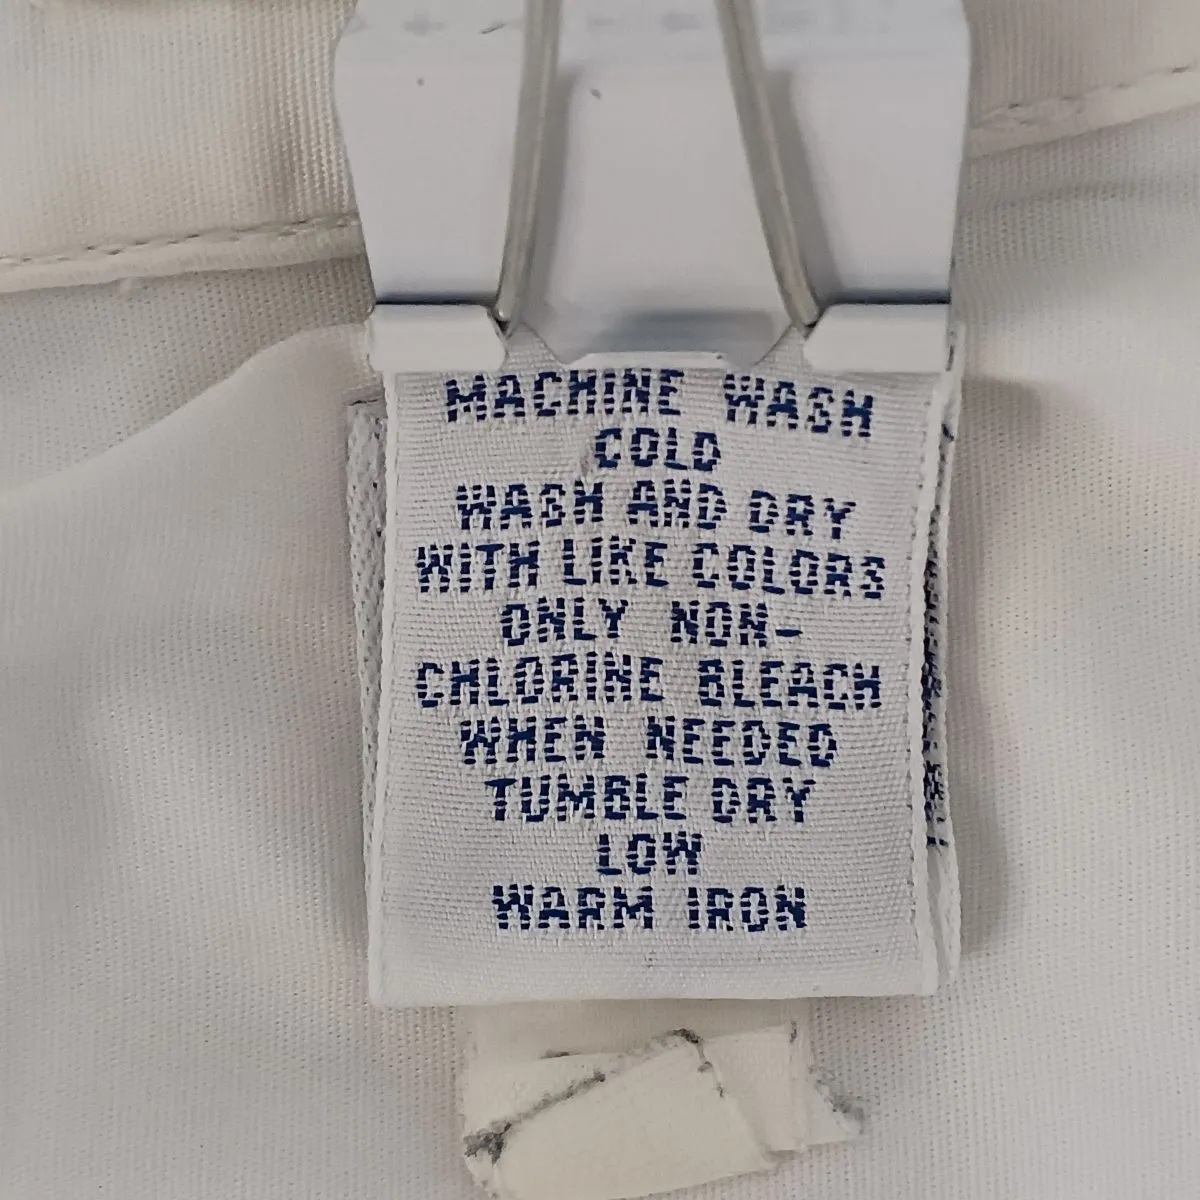 MACHINE WASH
COLD
WASH AND DRY
WITH LIKE COLORS
ONLY NON-
CHLORINE BLEACH
WHEN NEEDED
TUMBLE DRY
LOW
WARM IRON